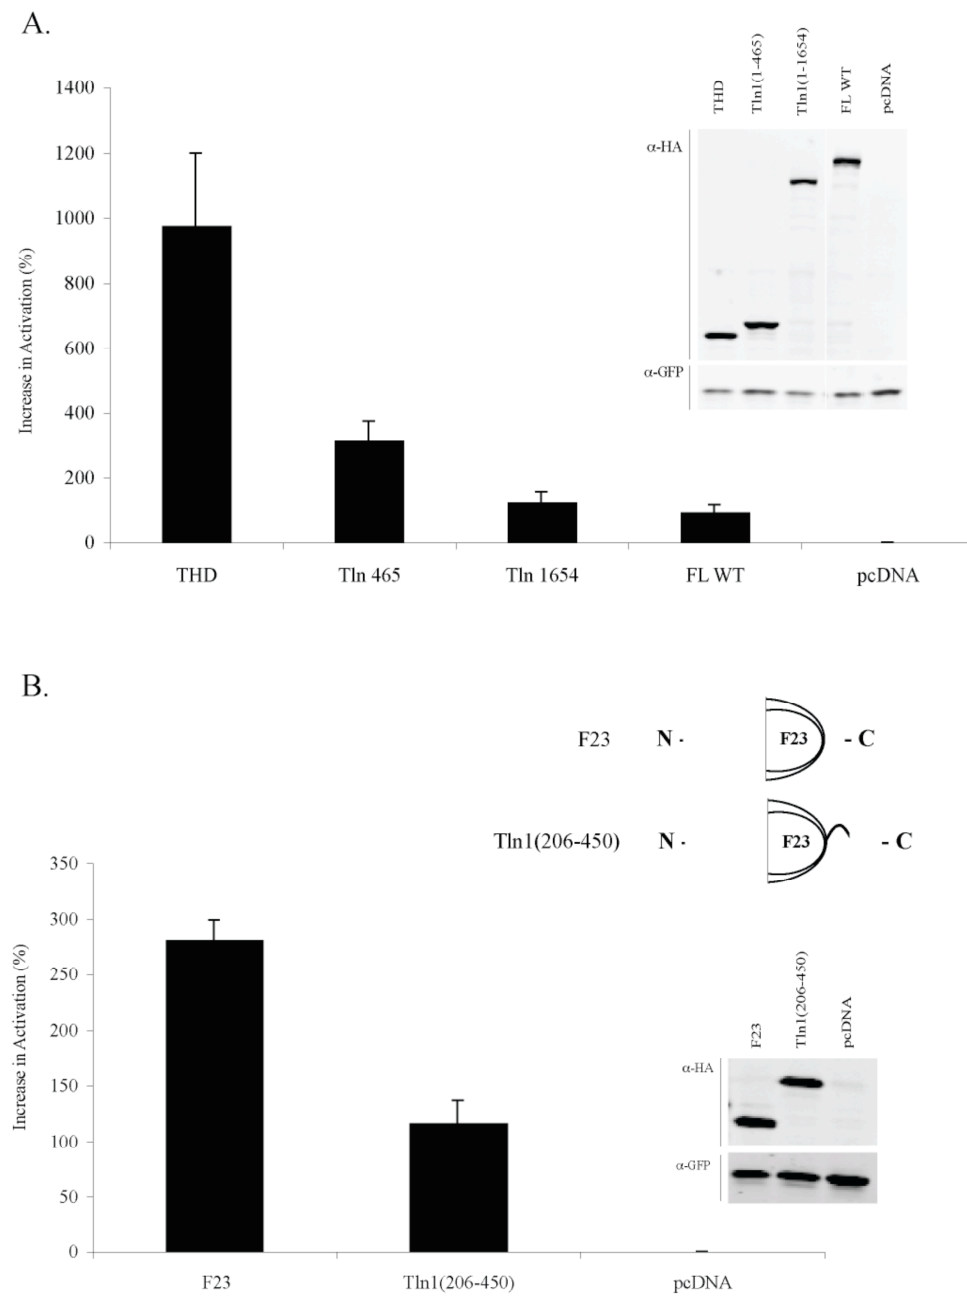 A.
THD
Tln1(1-465)
Tln1(1-1654)
FL WT
pcDNA
α-HA
α-GFP
Increase in Activation (%)
1400
1200
1000
800
600
400
200
0
THD
Tln 465
Tln 1654
FL WT
pcDNA
B.
F23
N -
F23
- C
Tln1(206-450)
N -
F23
- C
F23
Tln1(206-450)
pcDNA
α-HA
α-GFP
Increase in Activation (%)
350
300
250
200
150
100
50
0
F23
Tln1(206-450)
pcDNA